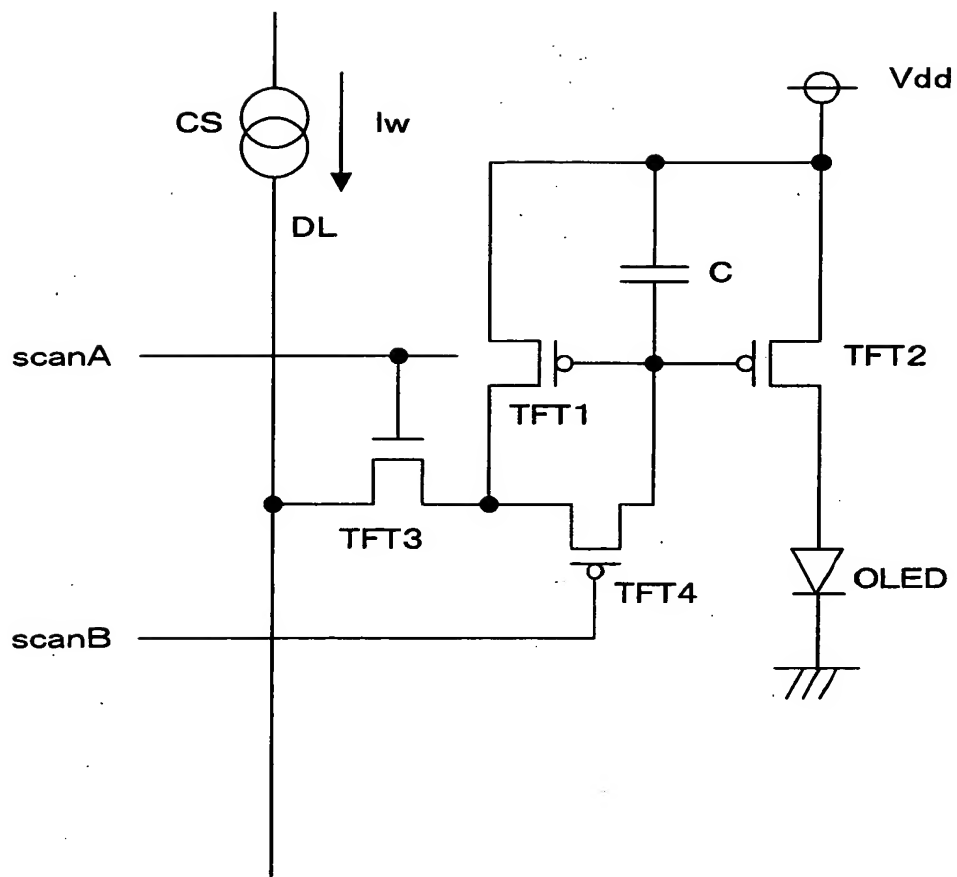 Vdd
CS
Iw
DL
C
scanA
TFT2
TFT1
TFT3
OLED
TFT4
scanB